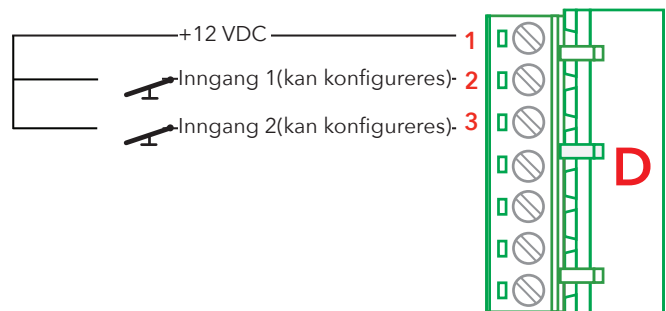 +12 VDC 1
Inngang 1(kan konfigureres) 2
Inngang 2(kan konfigureres) 3
D